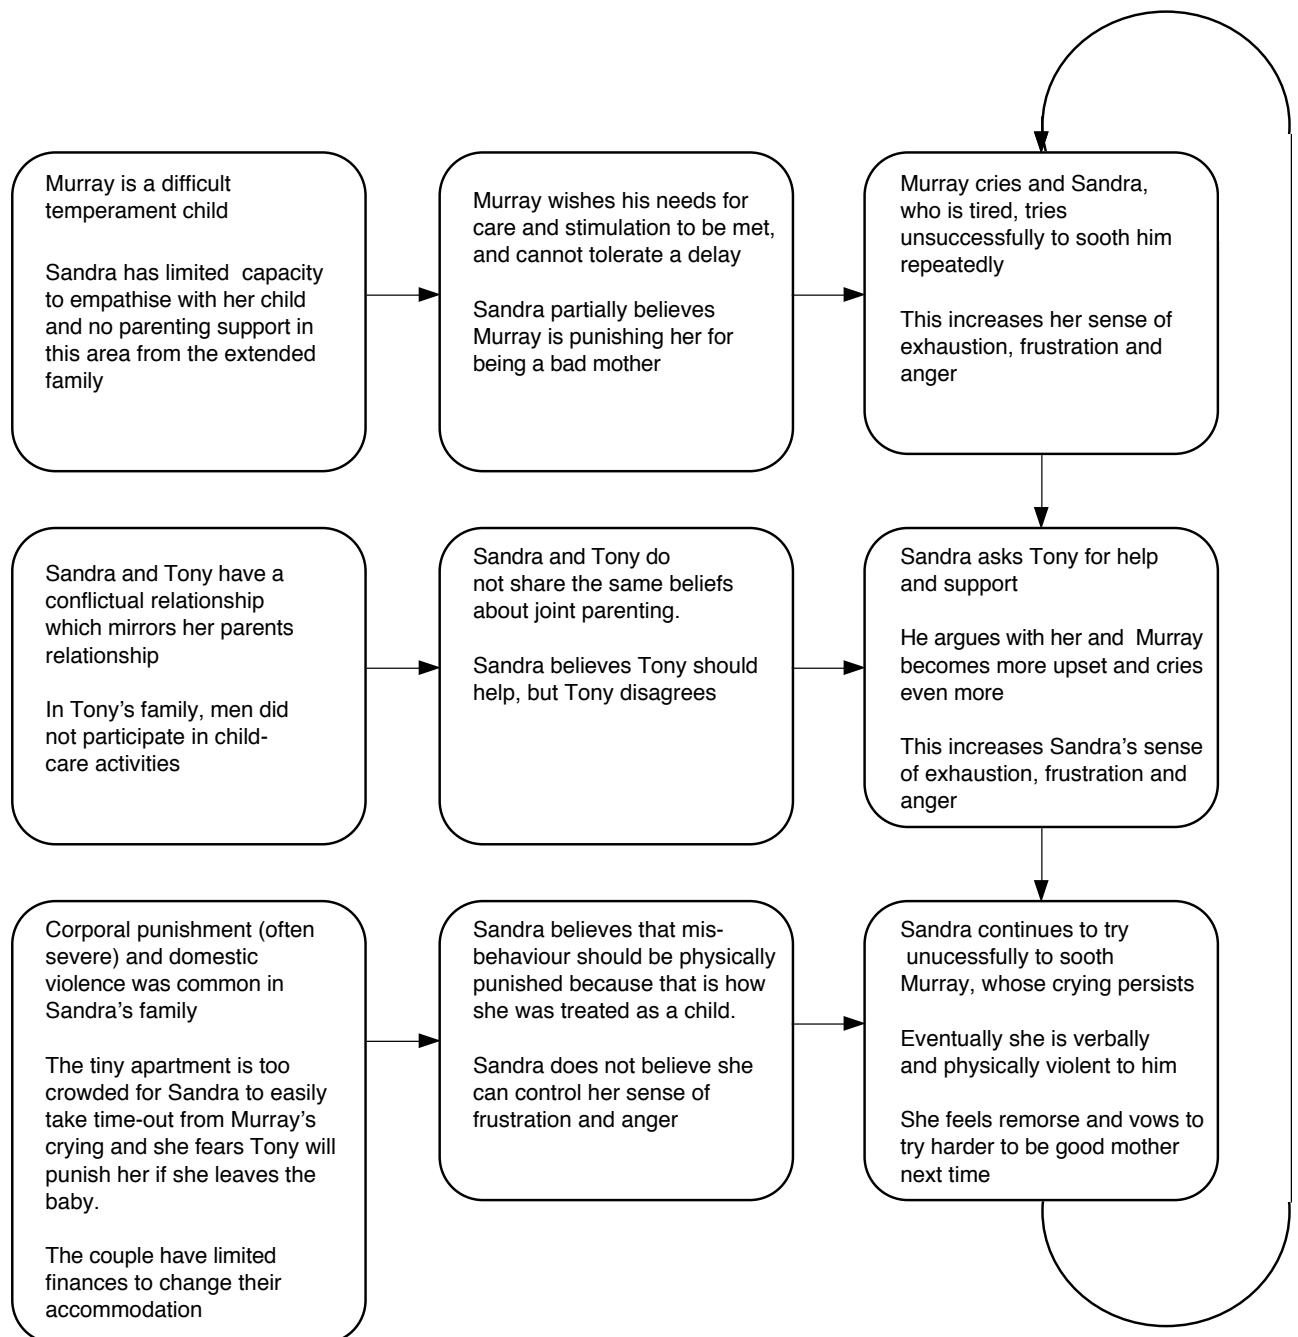 Murray is a difficult
temperament child
Sandra has limited capacity
to empathise with her child
and no parenting support in
this area from the extended
family
Murray wishes his needs for
care and stimulation to be met,
and cannot tolerate a delay
Sandra partially believes
Murray is punishing her for
being a bad mother
Murray cries and Sandra,
who is tired, tries
unsuccessfully to sooth him
repeatedly
This increases her sense of
exhaustion, frustration and
anger
Sandra and Tony have a
conflictual relationship
which mirrors her parents
relationship
In Tony’s family, men did
not participate in child-
care activities
Sandra and Tony do
not share the same beliefs
about joint parenting.
Sandra believes Tony should
help, but Tony disagrees
Sandra asks Tony for help
and support
He argues with her and Murray
becomes more upset and cries
even more
This increases Sandra’s sense
of exhaustion, frustration and
anger
Corporal punishment (often
severe) and domestic
violence was common in
Sandra’s family
The tiny apartment is too
crowded for Sandra to easily
take time-out from Murray’s
crying and she fears Tony will
punish her if she leaves the
baby.
The couple have limited
finances to change their
accommodation
Sandra believes that mis-
behaviour should be physically
punished because that is how
she was treated as a child.
Sandra does not believe she
can control her sense of
frustration and anger
Sandra continues to try
unucessfully to sooth
Murray, whose crying persists
Eventually she is verbally
and physically violent to him
She feels remorse and vows to
try harder to be good mother
next time